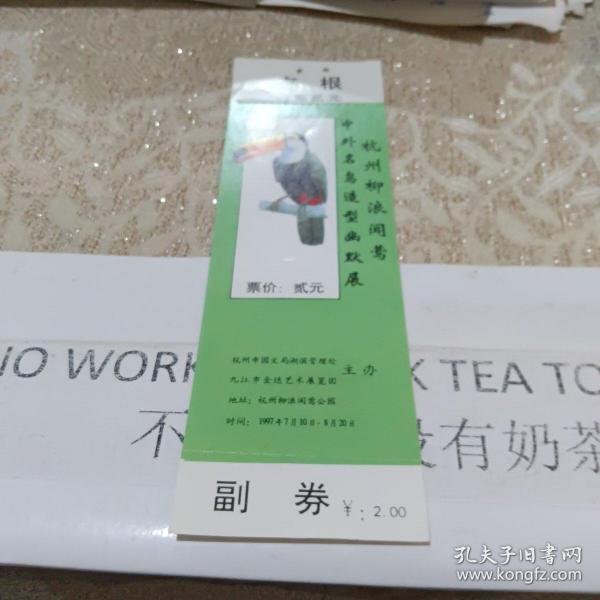 根
贰元
杭州柳浪闻莺
中外名鸟造型幽默展
票价：贰元
杭州市园文局湖滨管理处
九江市金达艺术展览团
主办
地址：杭州柳浪闻莺公园
时间：1997年7月10日-8月20日
副 券 ￥：2.00
NO WORK
K TEA TO
不
没有奶茶
孔夫子旧书网
www.kongfz.com